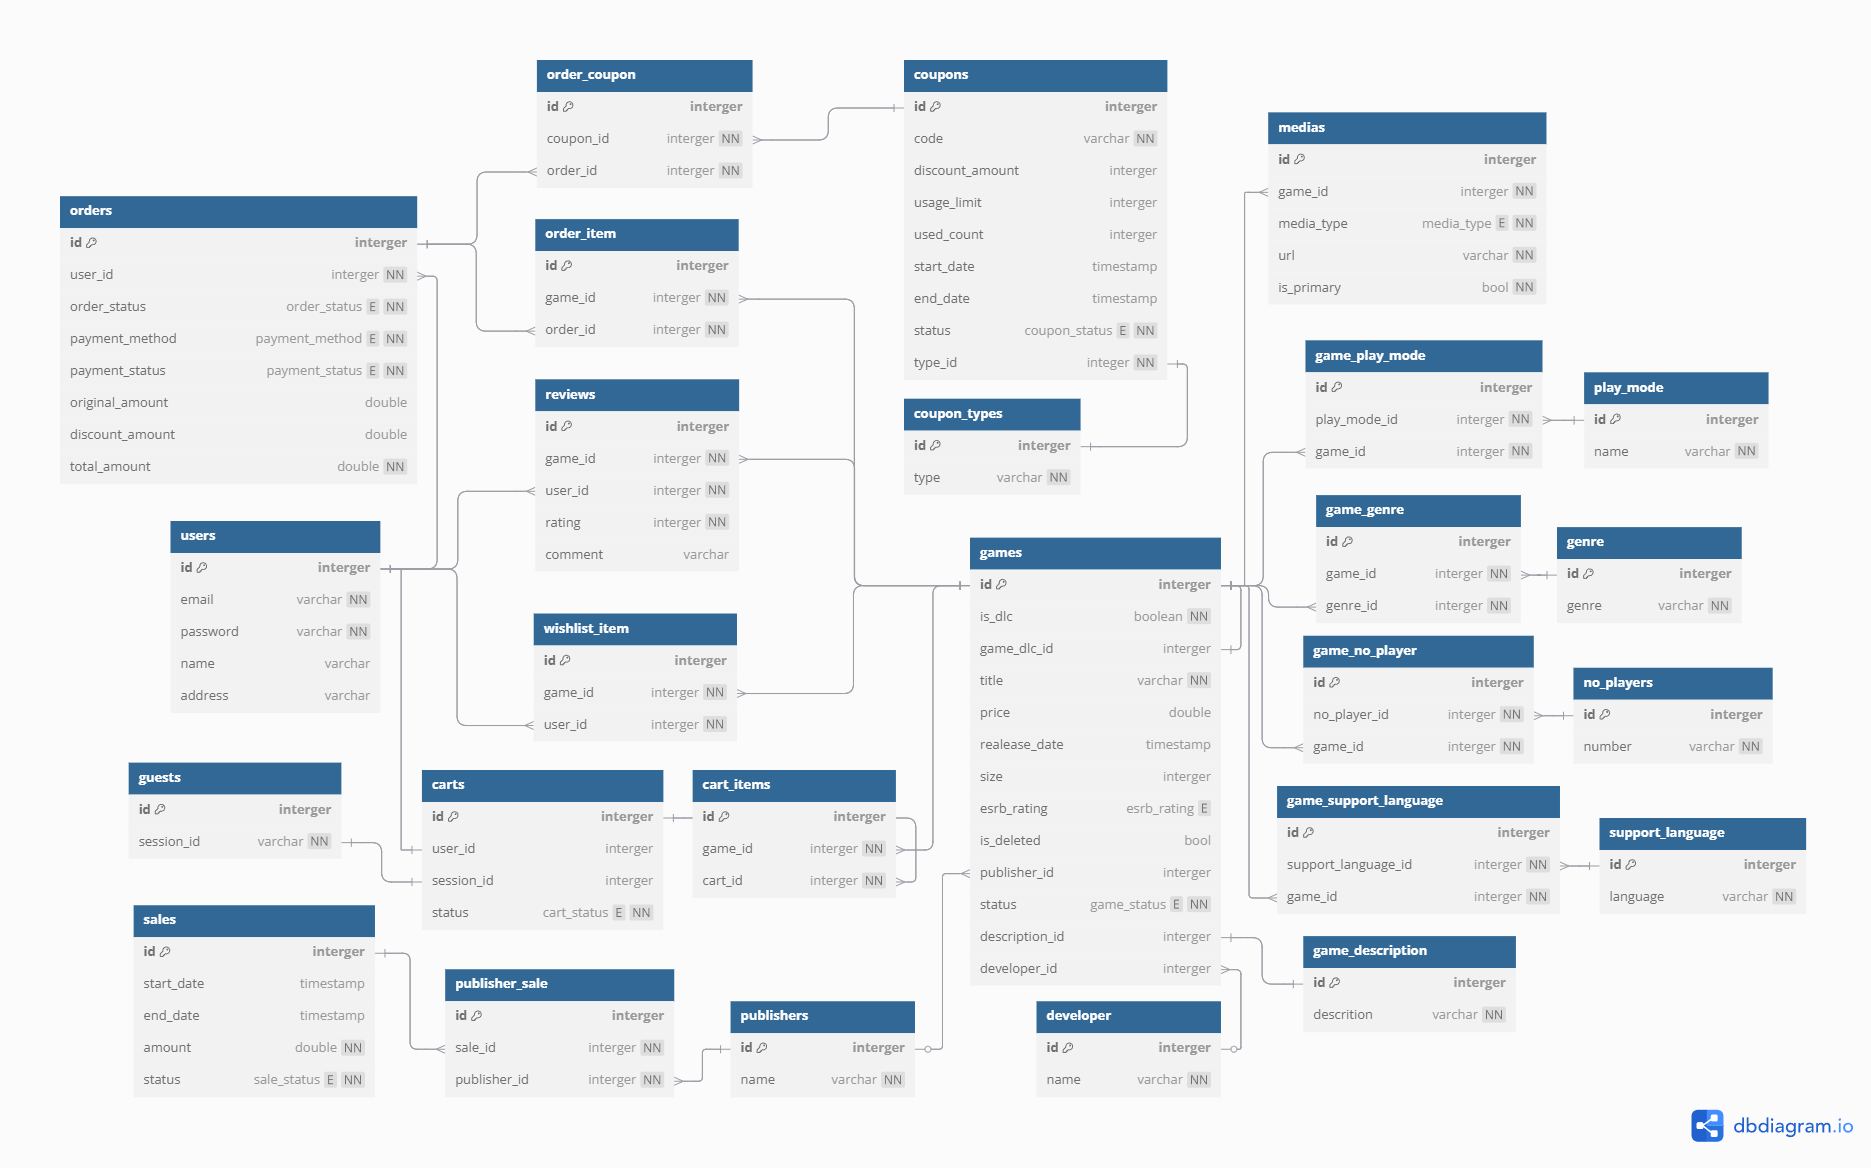 order_coupon
id interger
coupon_id interger NN
order_id interger NN
coupons
id interger
code varchar NN
discount_amount interger
usage_limit interger
used_count interger
start_date timestamp
end_date timestamp
status coupon_status E NN
type_id integer NN
medias
id interger
game_id interger NN
media_type media_type E NN
url varchar NN
is_primary bool NN
orders
id interger
user_id interger NN
order_status order_status E NN
payment_method payment_method E NN
payment_status payment_status E NN
original_amount double
discount_amount double
total_amount double NN
order_item
id interger
game_id interger NN
order_id interger NN
reviews
id interger
game_id interger NN
user_id interger NN
rating interger NN
comment varchar
coupon_types
id interger
type varchar NN
game_play_mode
id interger
play_mode_id interger NN
game_id interger NN
play_mode
id interger
name varchar NN
users
id interger
email varchar NN
password varchar NN
name varchar
address varchar
wishlist_item
id interger
game_id interger NN
user_id interger NN
games
id interger
is_dlc boolean NN
game_dlc_id interger
title varchar NN
price double
realease_date timestamp
size interger
esrb_rating esrb_rating E
is_deleted bool
publisher_id interger
status game_status E NN
description_id interger
developer_id interger
game_genre
id interger
game_id interger NN
genre_id interger NN
genre
id interger
genre varchar NN
game_no_player
id interger
no_player_id interger NN
game_id interger NN
no_players
id interger
number varchar NN
guests
id interger
session_id varchar NN
carts
id interger
user_id interger
session_id interger
status cart_status E NN
cart_items
id interger
game_id interger NN
cart_id interger NN
game_support_language
id interger
support_language_id interger NN
game_id interger NN
support_language
id interger
language varchar NN
sales
id interger
start_date timestamp
end_date timestamp
amount double NN
status sale_status E NN
publisher_sale
id interger
sale_id interger NN
publisher_id interger NN
publishers
id interger
name varchar NN
developer
id interger
name varchar NN
game_description
id interger
descrition varchar NN
dbdiagram.io